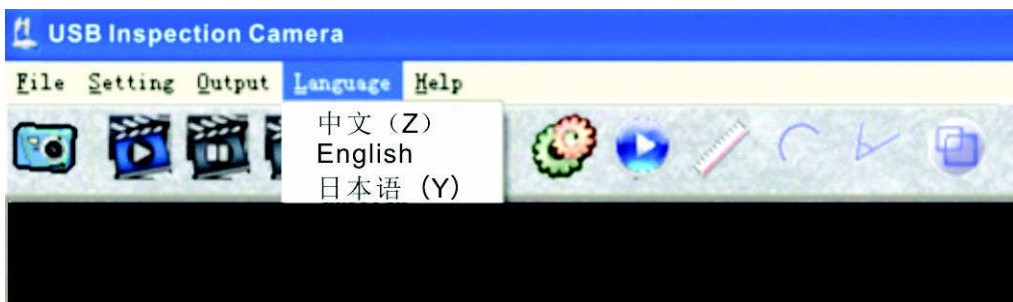 USB Inspection Camera
File Setting Output Language Help
中文（Z）
English
日本语（Y）